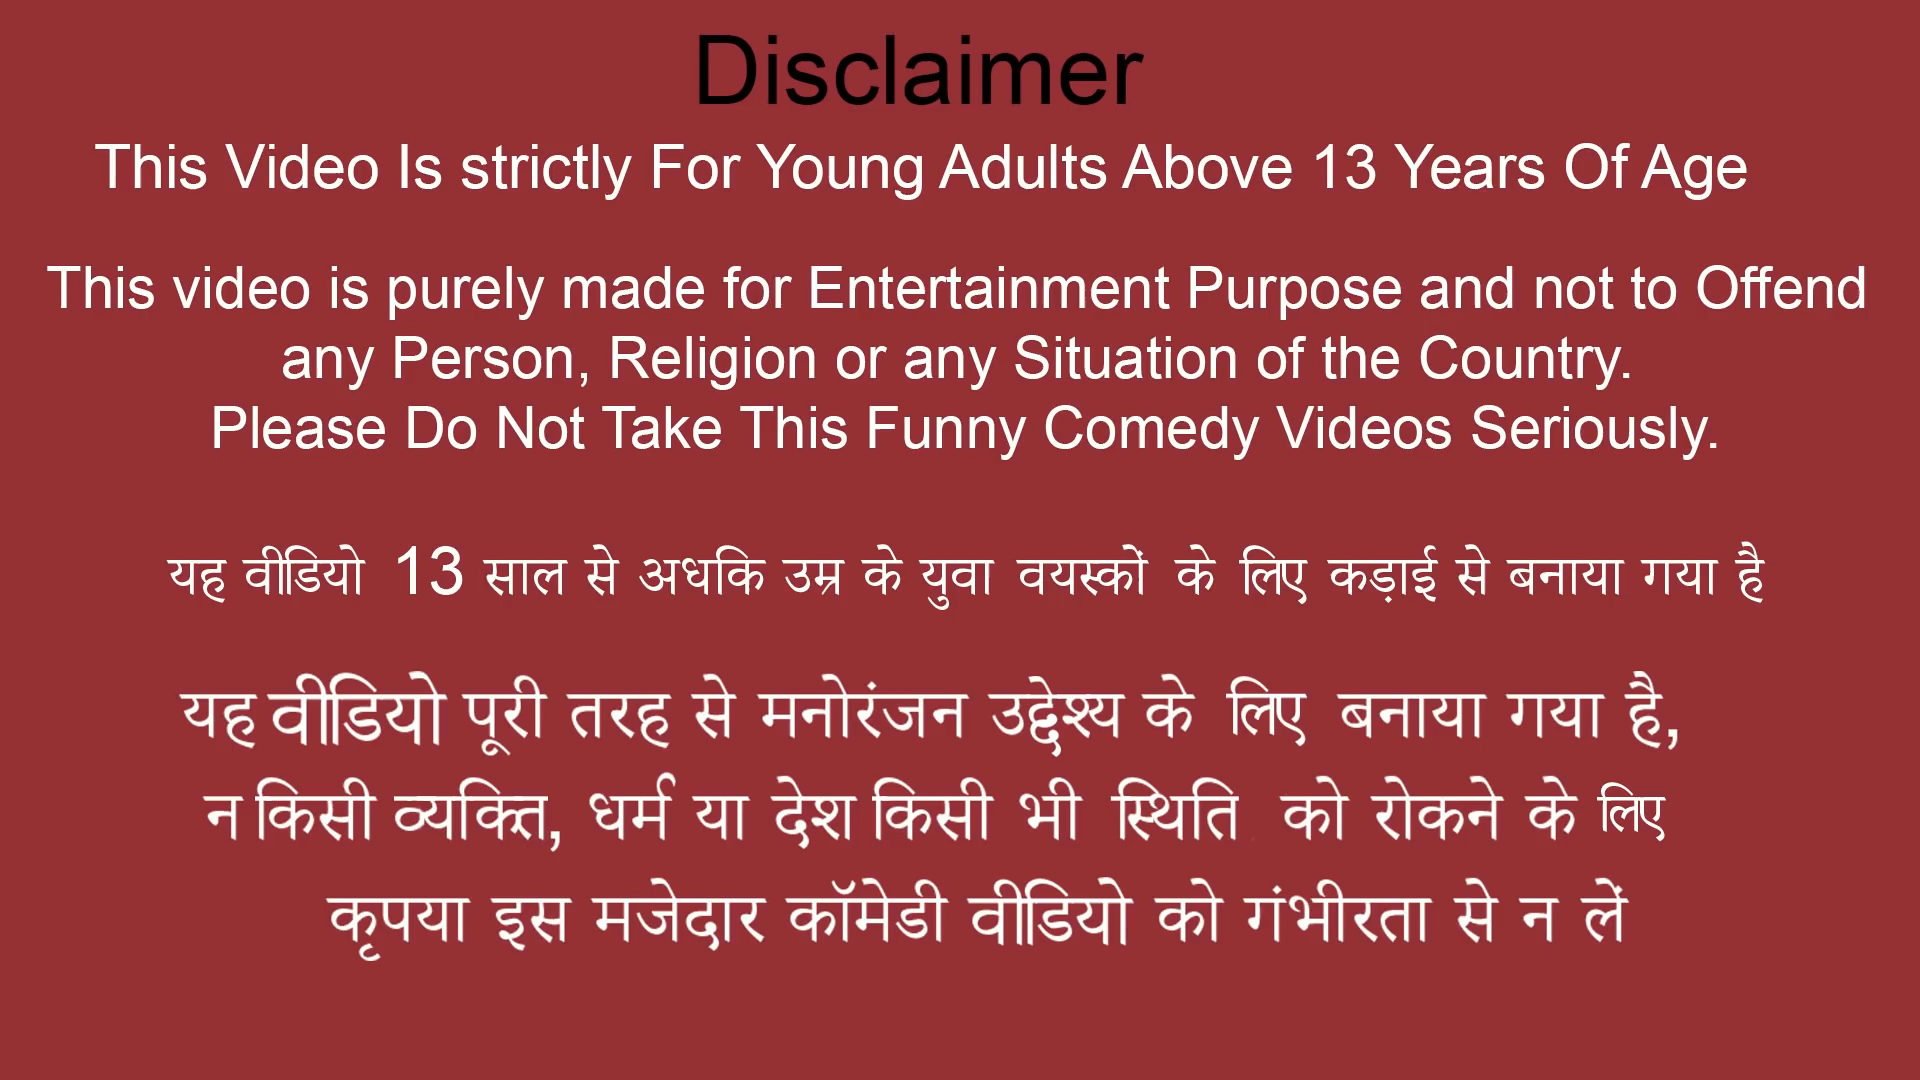 Disclaimer
This Video Is strictly For Young Adults Above 13 Years Of Age
This video is purely made for Entertainment Purpose and not to Offend
any Person, Religion or any Situation of the Country.
Please Do Not Take This Funny Comedy Videos Seriously.
यह वीडियो 13 साल से अधकि उम्र के युवा वयस्कों के लिए कड़ाई से बनाया गया है
यह वीडियो पूरी तरह से मनोरंजन उद्देश्य के लिए बनाया गया है,
न किसी व्यक्ति, धर्म या देश किसी भी स्थिति को रोकने के लिए
कृपया इस मजेदार कॉमेडी वीडियो को गंभीरता से न लें